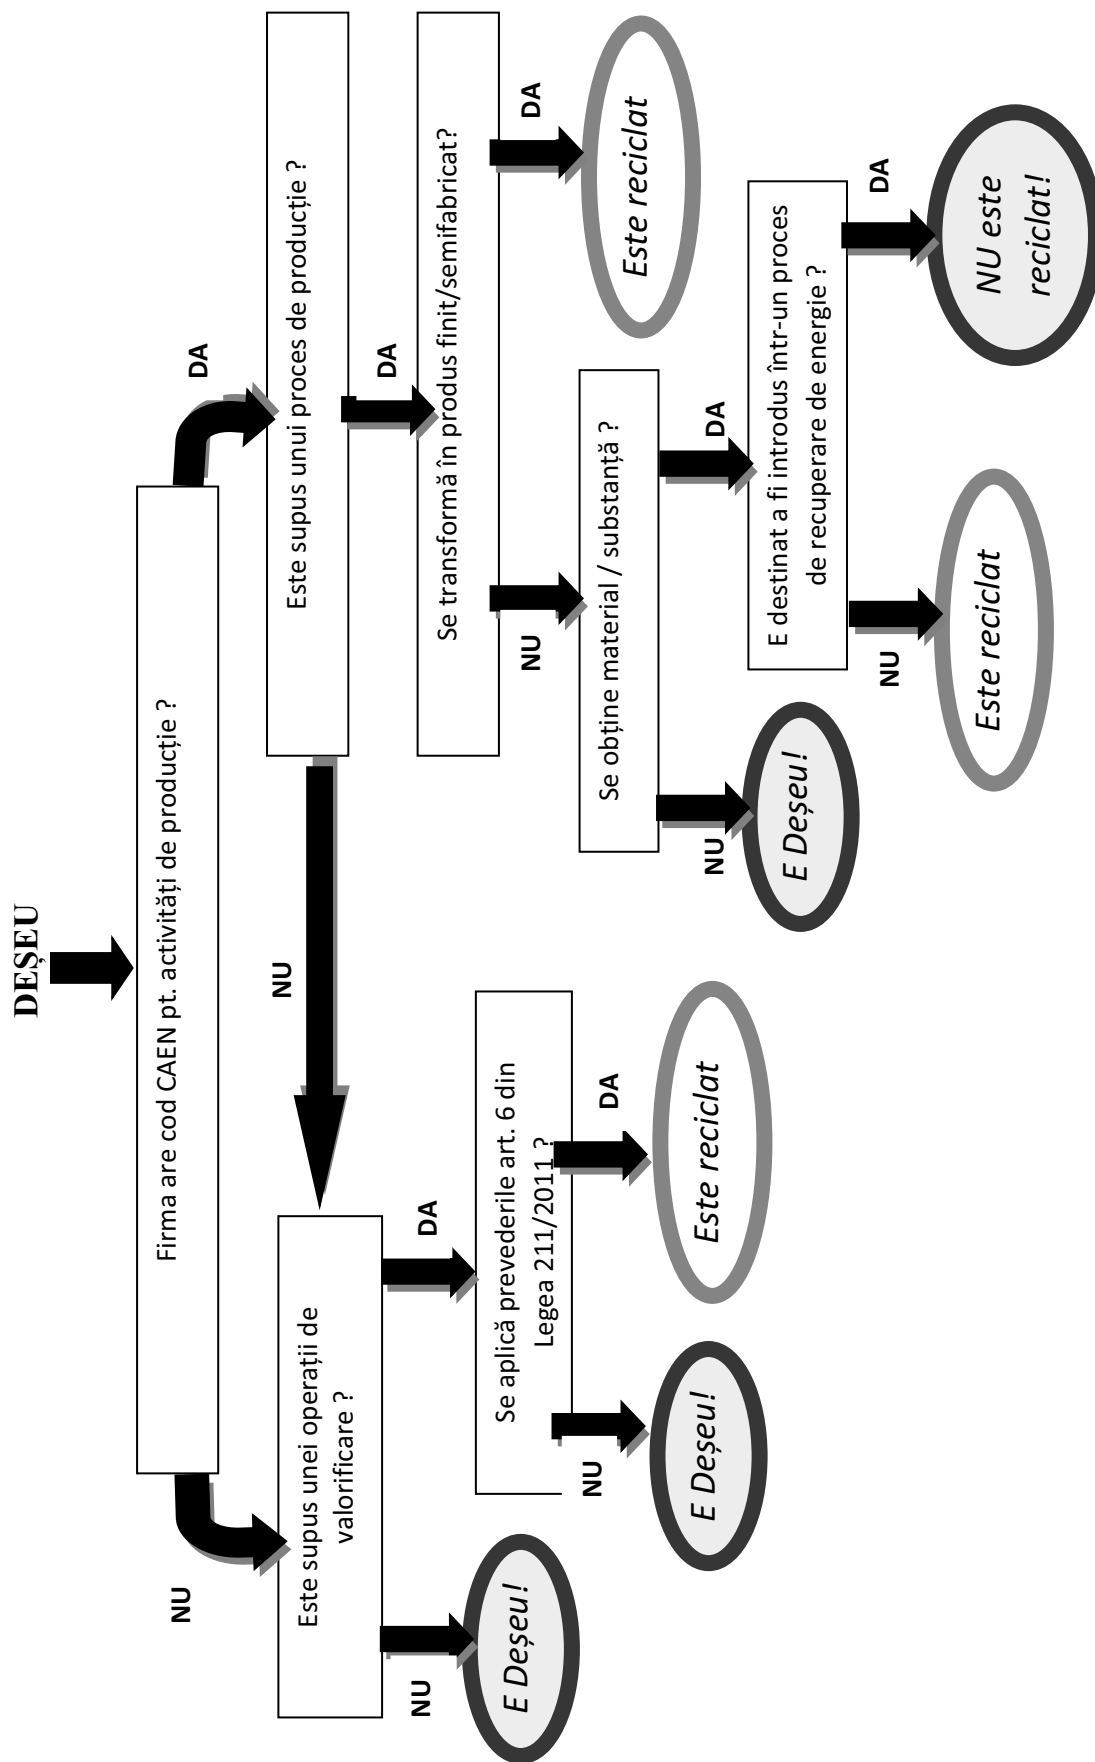 DEȘEU
Firma are cod CAEN pt. activități de producție ?
NU
DA
Este supus unei operații de
valorificare ?
NU
Este supus unui proces de producție ?
NU
DA
DA
E Deșeu!
Se aplică prevederile art. 6 din
Legea 211/2011 ?
Se transformă în produs finit/semifabricat?
NU
DA
NU
DA
E Deșeu!
Este reciclat
Se obține material / substanță ?
Este reciclat
NU
DA
E Deșeu!
E destinat a fi introdus într-un proces
de recuperare de energie ?
NU
DA
Este reciclat
NU este
reciclat!